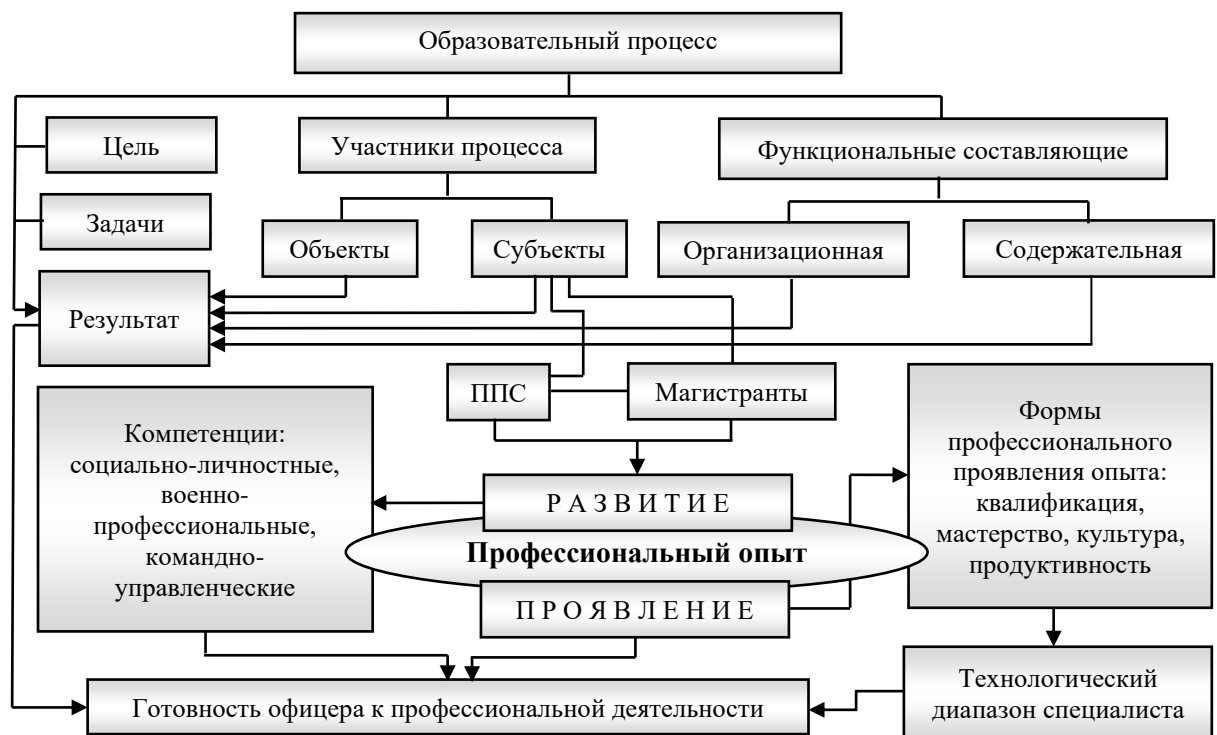 Образовательный процесс
Цель
Участники процесса
Функциональные составляющие
Задачи
Объекты
Субъекты
Организационная
Содержательная
Результат
ППС
Магистранты
Компетенции:
социально-личностные,
военно-
профессиональные,
командно-
управленческие
Формы
профессионального
проявления опыта:
квалификация,
мастерство, культура,
продуктивность
Р А З В И Т И Е
Профессиональный опыт
П Р О Я В Л Е Н И Е
Готовность офицера к профессиональной деятельности
Технологический
диапазон специалиста